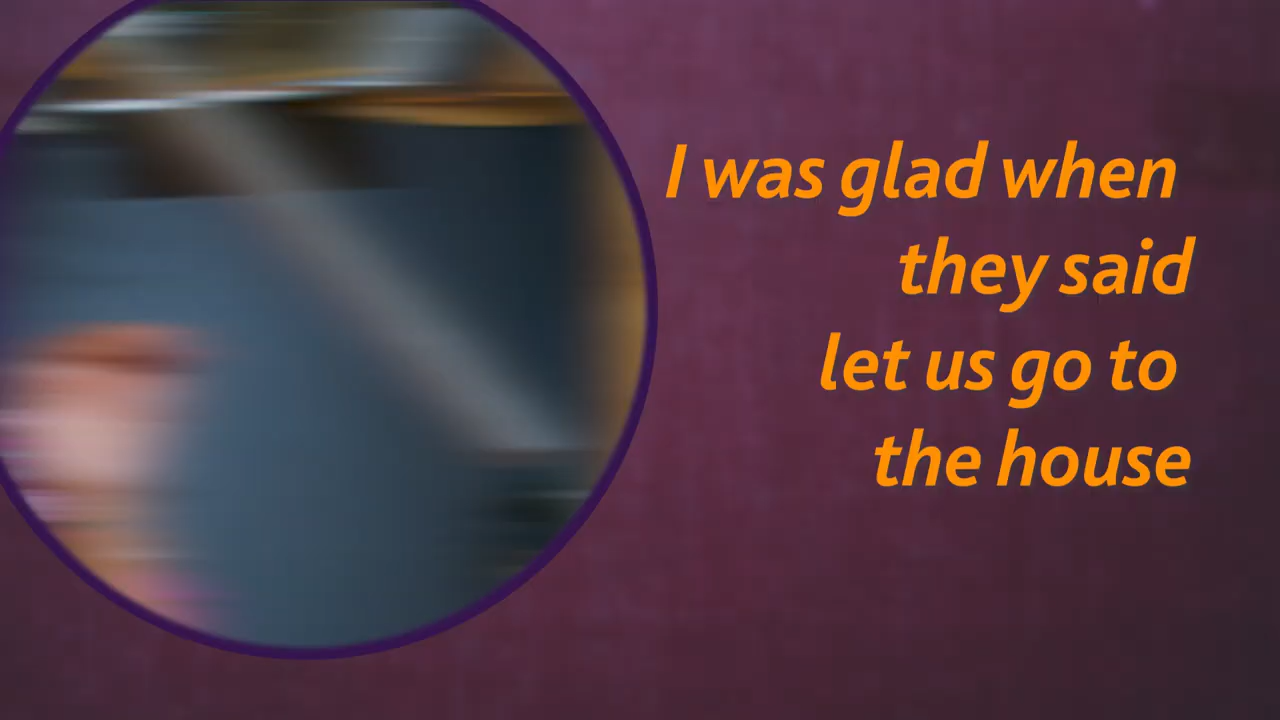 I was glad when
they said
let us go to
the house